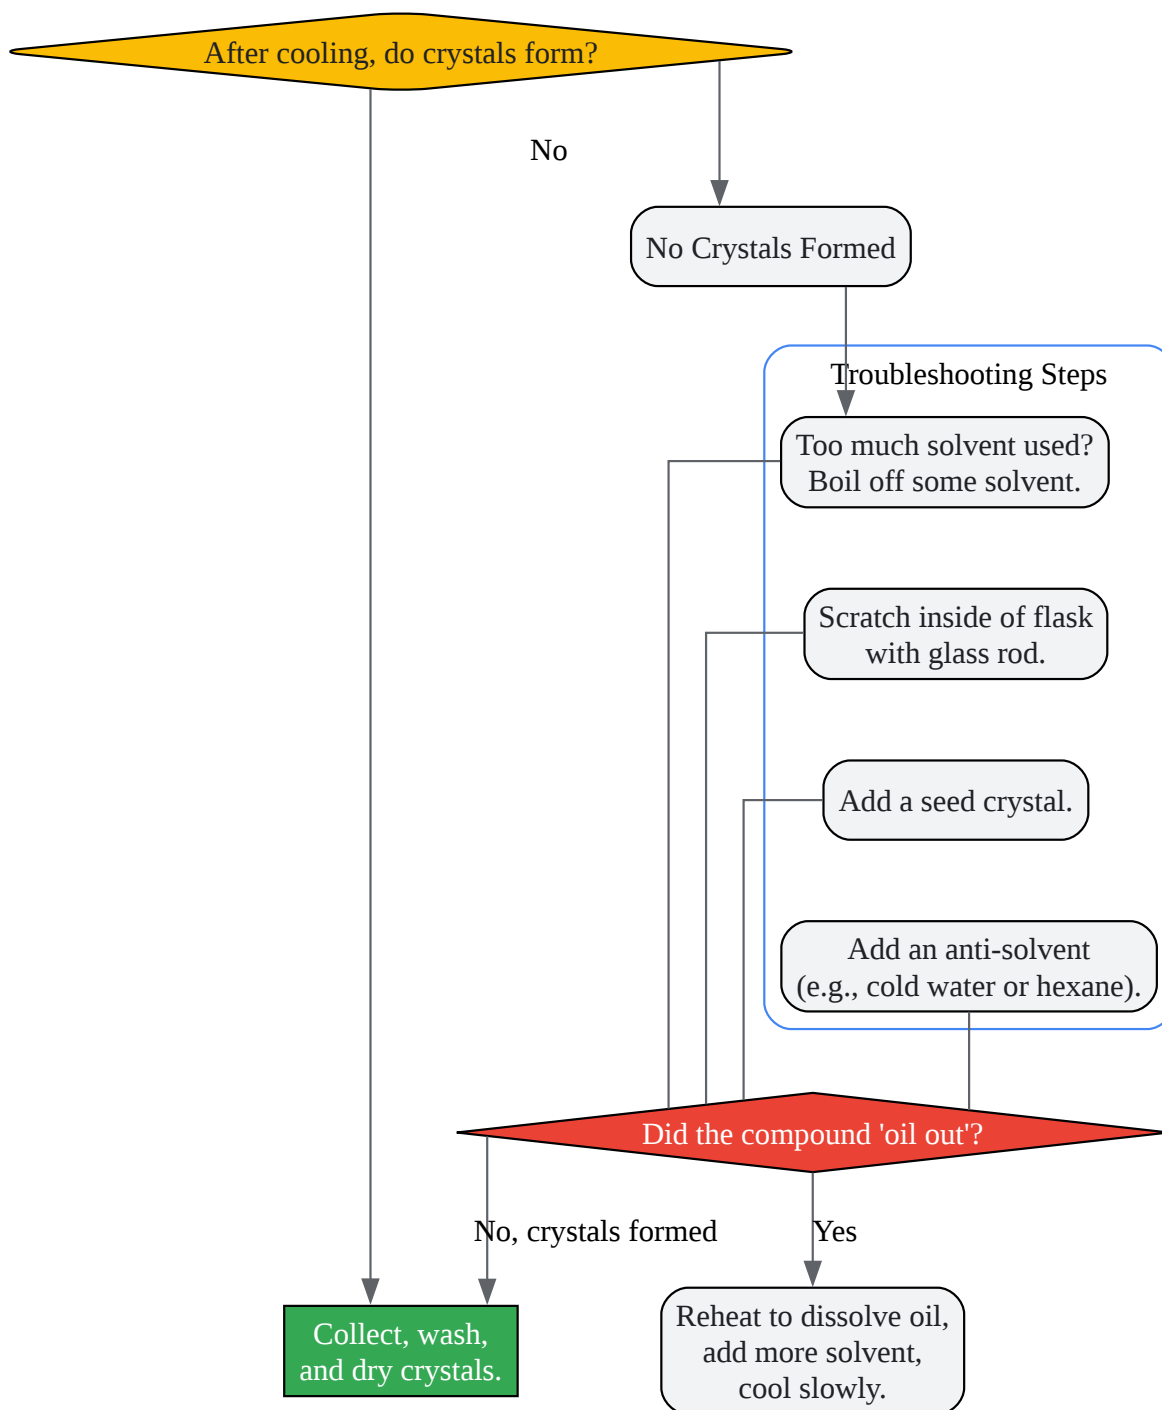 After cooling, do crystals form?
No
No Crystals Formed
Troubleshooting Steps
Too much solvent used?
Boil off some solvent.
Scratch inside of flask
with glass rod.
Add a seed crystal.
Add an anti-solvent
(e.g., cold water or hexane).
Did the compound 'oil out'?
No, crystals formed
Yes
Collect, wash,
and dry crystals.
Reheat to dissolve oil,
add more solvent,
cool slowly.